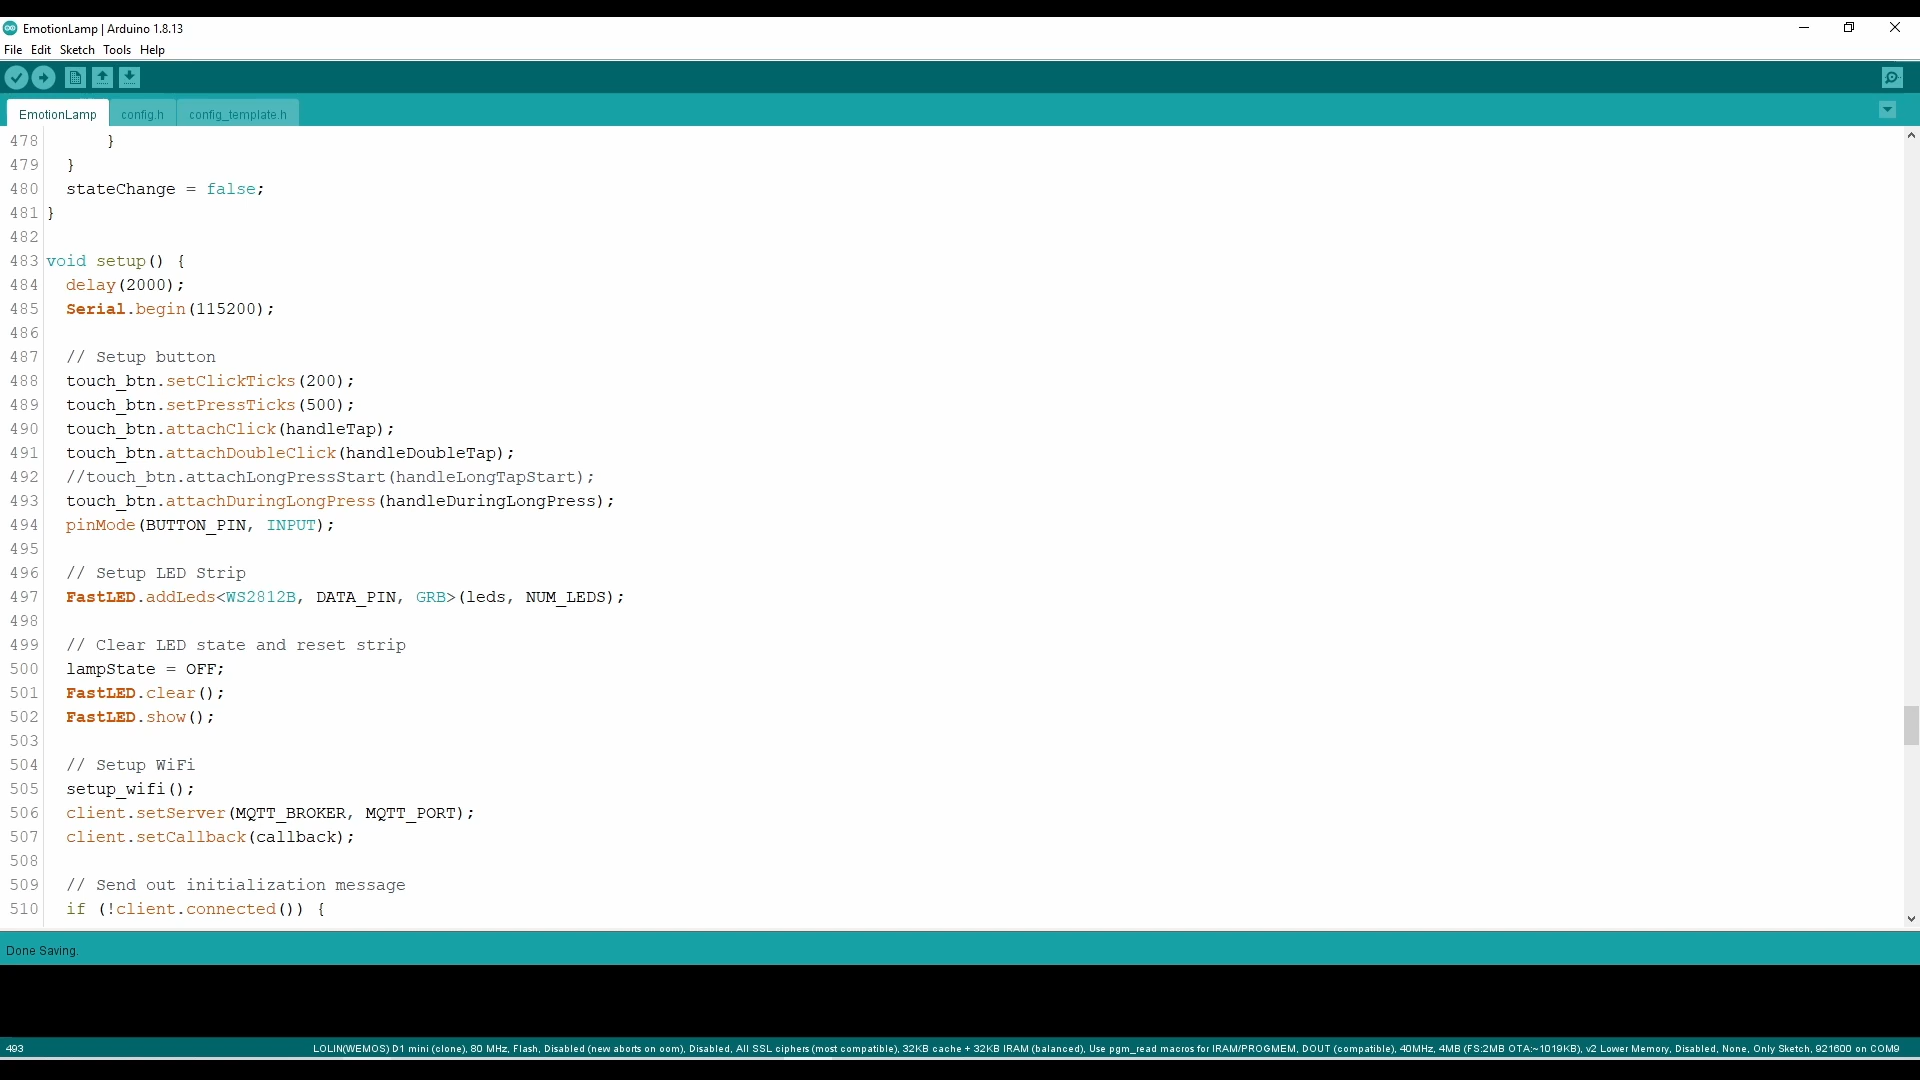 EmotionLamp | Arduino 1.8.13
File Edit Sketch Tools Help
EmotionLamp config.h config_template.h
478       }
479   }
480   stateChange = false;
481 }
482
483 void setup() {
484   delay(2000);
485   Serial.begin(115200);
486
487   // Setup button
488   touch_btn.setClickTicks(200);
489   touch_btn.setPressTicks(500);
490   touch_btn.attachClick(handleTap);
491   touch_btn.attachDoubleClick(handleDoubleTap);
492   //touch_btn.attachLongPressStart(handleLongTapStart);
493   touch_btn.attachDuringLongPress(handleDuringLongPress);
494   pinMode(BUTTON_PIN, INPUT);
495
496   // Setup LED Strip
497   FastLED.addLeds<WS2812B, DATA_PIN, GRB>(leds, NUM_LEDS);
498
499   // Clear LED state and reset strip
500   lampState = OFF;
501   FastLED.clear();
502   FastLED.show();
503
504   // Setup WiFi
505   setup_wifi();
506   client.setServer(MQTT_BROKER, MQTT_PORT);
507   client.setCallback(callback);
508
509   // Send out initialization message
510   if (!client.connected()) {
Done Saving.
493 LOLIN(WEMOS) D1 mini (clone), 80 MHz, Flash, Disabled (new aborts on oom), Disabled, All SSL ciphers (most compatible), 32KB cache + 32KB IRAM (balanced), Use pgm_read macros for IRAM/PROGMEM, DOUT (compatible), 40MHz, 4MB (FS:2MB OTA:~1019KB), v2 Lower Memory, Disabled, None, Only Sketch, 921600 on COM9